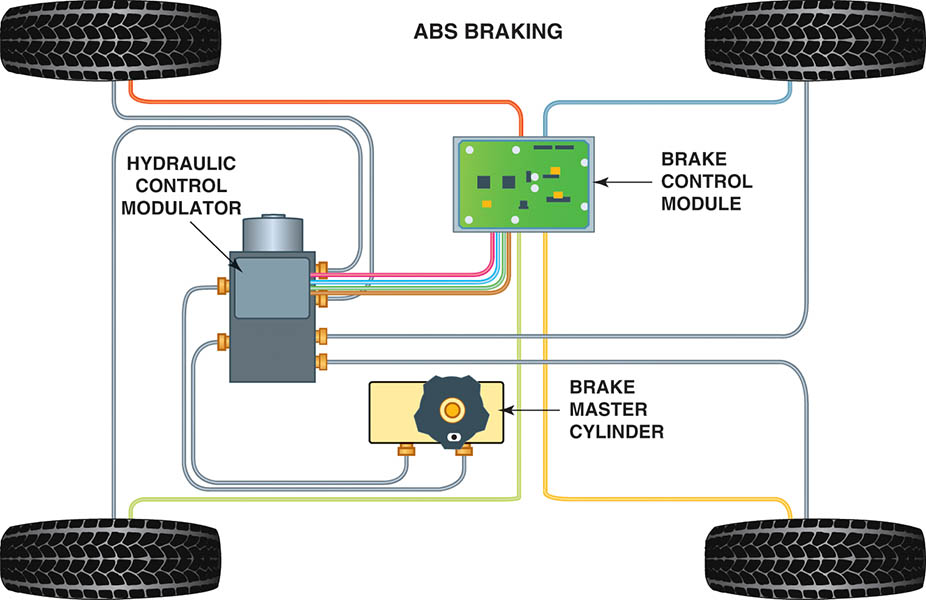 ABS BRAKING
HYDRAULIC
CONTROL
MODULATOR
BRAKE
CONTROL
MODULE
BRAKE
MASTER
CYLINDER